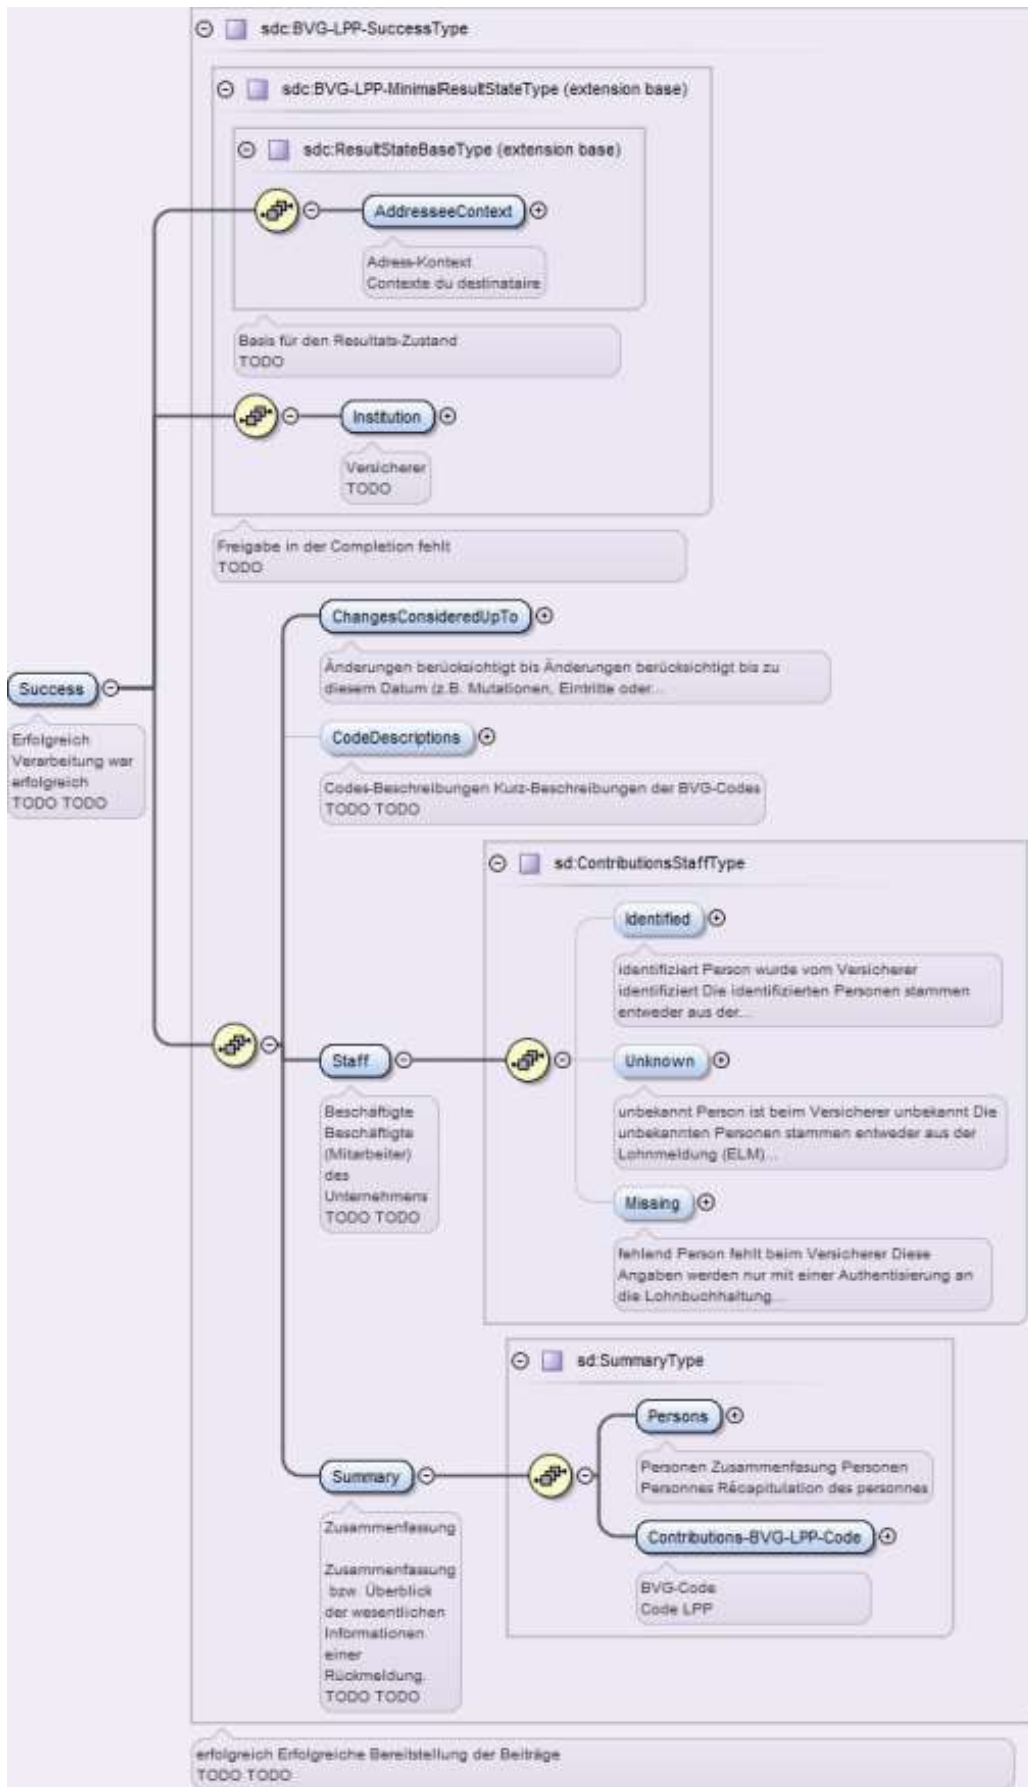 sdc:BVG-LPP-SuccessType
sdc:BVG-LPP-MinimalResultStateType (extension base)
sdc:ResultStateBaseType (extension base)
AddresseeContext
Adress-Kontext
Contexte du destinataire
Basis für den Resultats-Zustand
TODO
Institution
Versicherer
TODO
Freigabe in der Completion fehlt
TODO
ChangesConsideredUpTo
Änderungen berücksichtigt bis Änderungen berücksichtigt bis zu
diesem Datum (z.B. Mutationen, Eintritte oder...
Success
Erfolgreich
Verarbeitung war
erfolgreich
TODO TODO
CodeDescriptions
Codes-Beschreibungen Kurz-Beschreibungen der BVG-Codes
TODO TODO
sd:ContributionsStaffType
Identified
identifiziert Person wurde vom Versicherer
identifiziert Die identifizierten Personen stammen
entweder aus der...
Staff
Beschäftigte
Beschäftigte
(Mitarbeiter)
des
Unternehmens
TODO TODO
Unknown
unbekannt Person ist beim Versicherer unbekannt Die
unbekannten Personen stammen entweder aus der
Lohnmeldung (ELM)...
Missing
fehlend Person fehlt beim Versicherer Diese
Angaben werden nur mit einer Authentisierung an
die Lohnbuchhaltung...
sd:SummaryType
Persons
Personen Zusammenfasung Personen
Personnes Récapitulation des personnes
Summary
Zusammenfassung
Zusammenfassung
bzw. Überblick
der wesentlichen
Informationen
einer
Rückmeldung.
TODO TODO
Contributions-BVG-LPP-Code
BVG-Code
Code LPP
erfolgreich Erfolgreiche Bereitstellung der Beiträge
TODO TODO